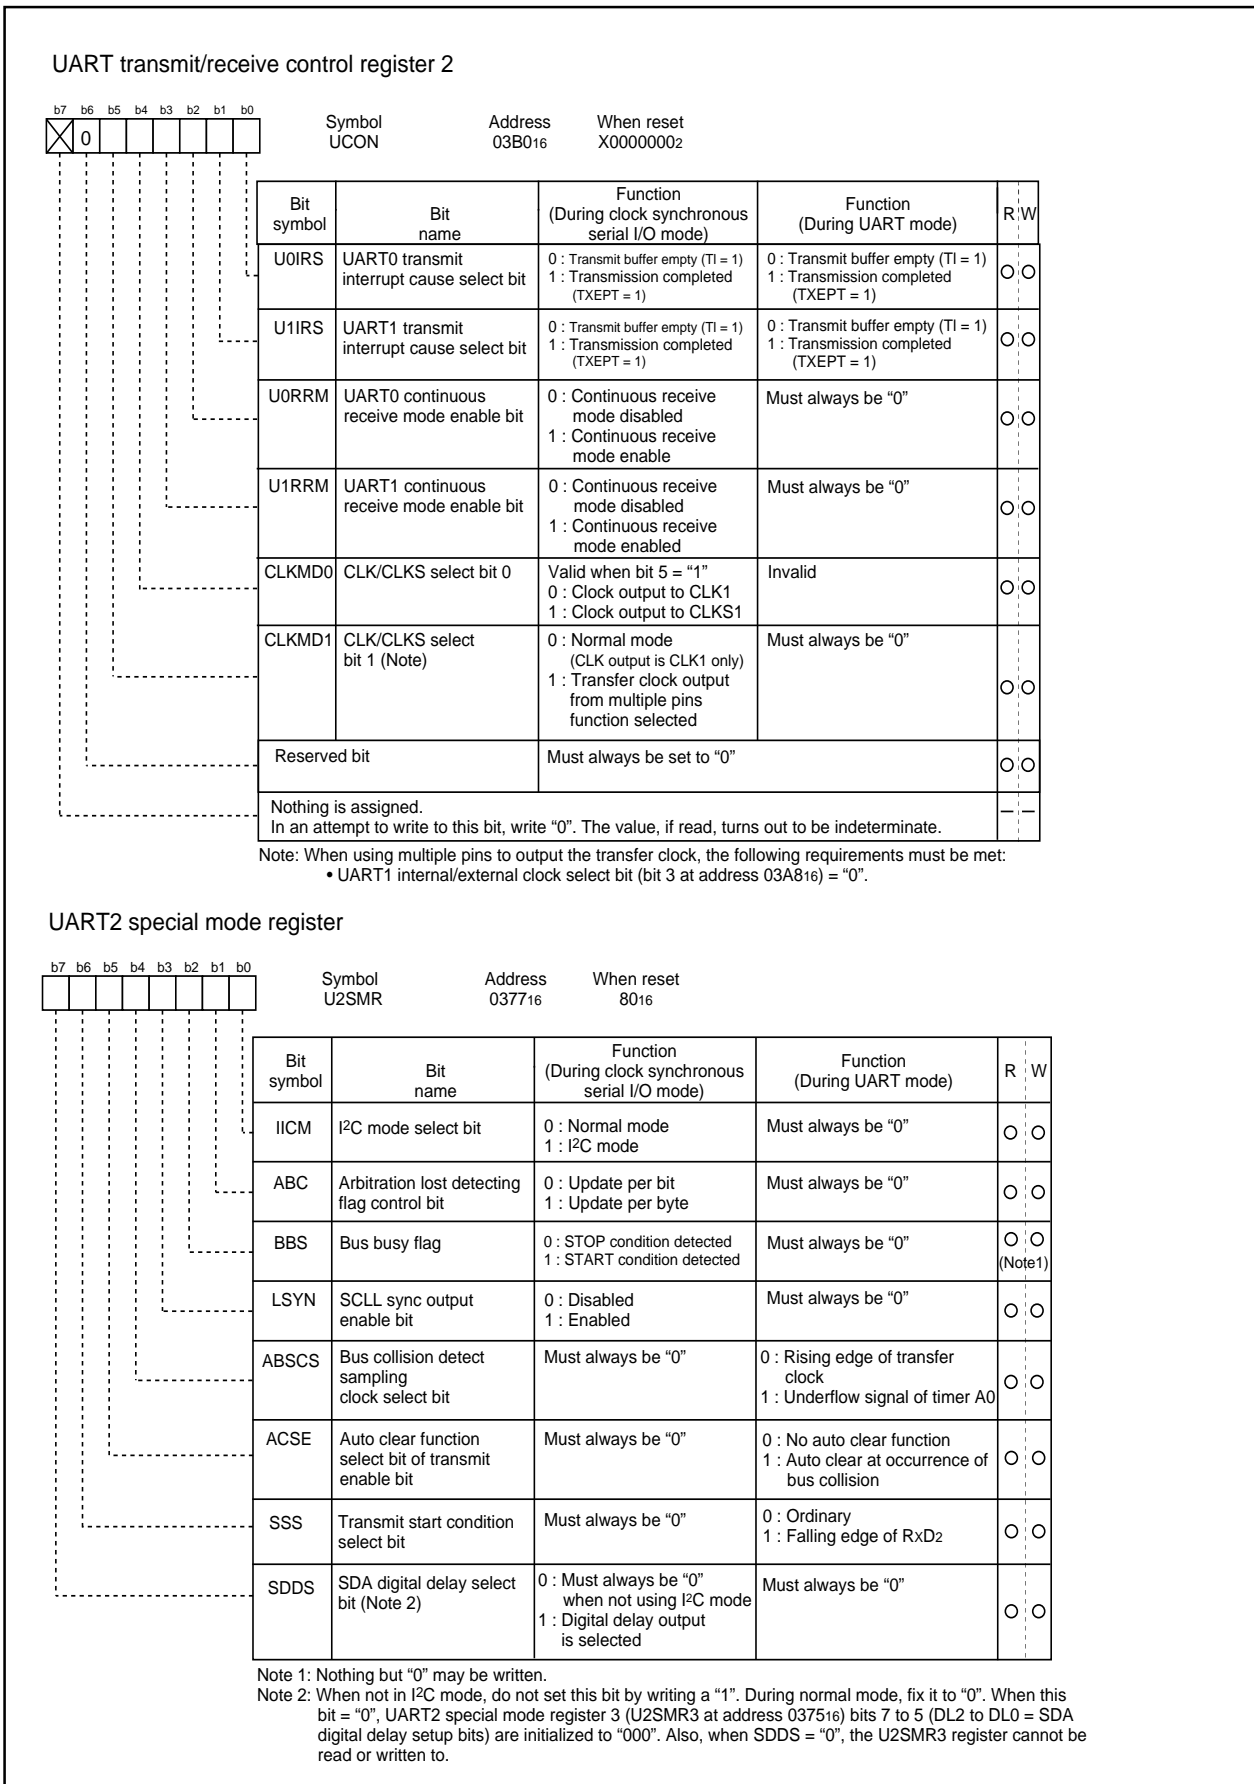 UART transmit/receive control register 2
b7 b6 b5 b4 b3 b2 b1 b0
0
Symbol Address When reset
UCON 03B016 X00000002
Bit symbol Bit name Function (During clock synchronous serial I/O mode) Function (During UART mode) R W
U0IRS UART0 transmit interrupt cause select bit 0 : Transmit buffer empty (TI = 1) 1 : Transmission completed (TXEPT = 1) 0 : Transmit buffer empty (TI = 1) 1 : Transmission completed (TXEPT = 1)
U1IRS UART1 transmit interrupt cause select bit 0 : Transmit buffer empty (TI = 1) 1 : Transmission completed (TXEPT = 1) 0 : Transmit buffer empty (TI = 1) 1 : Transmission completed (TXEPT = 1)
U0RRM UART0 continuous receive mode enable bit 0 : Continuous receive mode disabled 1 : Continuous receive mode enable Must always be “0”
U1RRM UART1 continuous receive mode enable bit 0 : Continuous receive mode disabled 1 : Continuous receive mode enabled Must always be “0”
CLKMD0 CLK/CLKS select bit 0 Valid when bit 5 = “1” 0 : Clock output to CLK1 1 : Clock output to CLKS1 Invalid
CLKMD1 CLK/CLKS select bit 1 (Note) 0 : Normal mode (CLK output is CLK1 only) 1 : Transfer clock output from multiple pins function selected Must always be “0”
Reserved bit Must always be set to “0”
Nothing is assigned.
In an attempt to write to this bit, write “0”. The value, if read, turns out to be indeterminate. – –
Note: When using multiple pins to output the transfer clock, the following requirements must be met:
• UART1 internal/external clock select bit (bit 3 at address 03A816) = “0”.
UART2 special mode register
b7 b6 b5 b4 b3 b2 b1 b0
Symbol Address When reset
U2SMR 037716 8016
Bit symbol Bit name Function (During clock synchronous serial I/O mode) Function (During UART mode) R W
IICM I2C mode select bit 0 : Normal mode 1 : I2C mode Must always be “0”
ABC Arbitration lost detecting flag control bit 0 : Update per bit 1 : Update per byte Must always be “0”
BBS Bus busy flag 0 : STOP condition detected 1 : START condition detected Must always be “0” (Note1)
LSYN SCLL sync output enable bit 0 : Disabled 1 : Enabled Must always be “0”
ABSCS Bus collision detect sampling clock select bit Must always be “0” 0 : Rising edge of transfer clock 1 : Underflow signal of timer A0
ACSE Auto clear function select bit of transmit enable bit Must always be “0” 0 : No auto clear function 1 : Auto clear at occurrence of bus collision
SSS Transmit start condition select bit Must always be “0” 0 : Ordinary 1 : Falling edge of RxD2
SDDS SDA digital delay select bit (Note 2) 0 : Must always be “0” when not using I2C mode 1 : Digital delay output is selected Must always be “0”
Note 1: Nothing but “0” may be written.
Note 2: When not in I2C mode, do not set this bit by writing a “1”. During normal mode, fix it to “0”. When this
bit = “0”, UART2 special mode register 3 (U2SMR3 at address 037516) bits 7 to 5 (DL2 to DL0 = SDA
digital delay setup bits) are initialized to “000”. Also, when SDDS = “0”, the U2SMR3 register cannot be
read or written to.